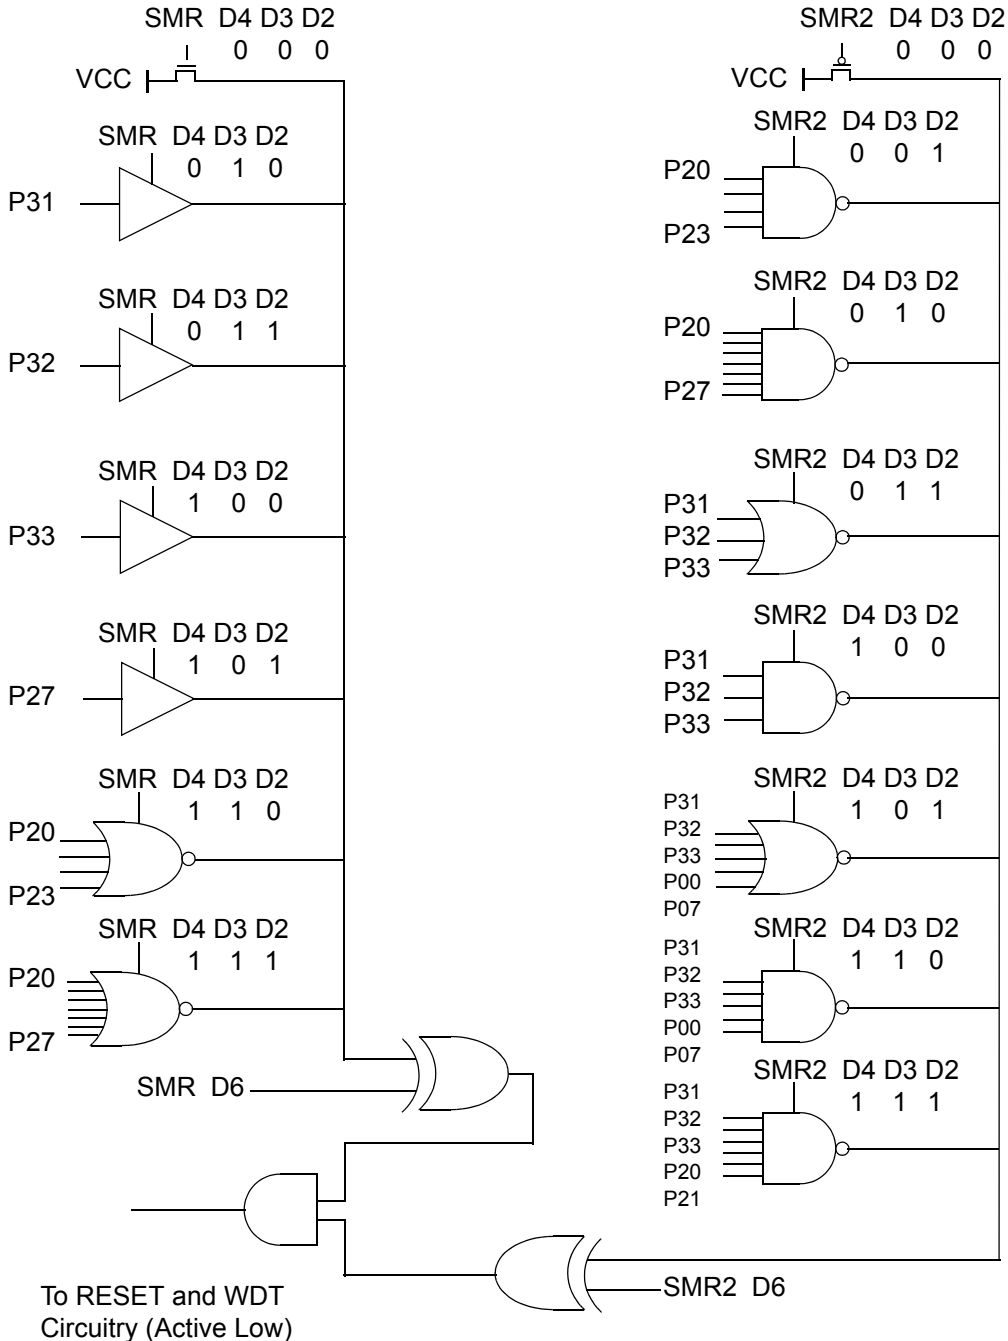 SMR D4 D3 D2
0 0 0
VCC
SMR D4 D3 D2
0 1 0
P31
SMR D4 D3 D2
0 1 1
P32
SMR D4 D3 D2
1 0 0
P33
SMR D4 D3 D2
1 0 1
P27
SMR D4 D3 D2
1 1 0
P20
P23
SMR D4 D3 D2
1 1 1
P20
P27
SMR D6
SMR2 D4 D3 D2
0 0 0
VCC
SMR2 D4 D3 D2
0 0 1
P20
P23
SMR2 D4 D3 D2
0 1 0
P20
P27
SMR2 D4 D3 D2
0 1 1
P31
P32
P33
SMR2 D4 D3 D2
1 0 0
P31
P32
P33
SMR2 D4 D3 D2
1 0 1
P31
P32
P33
P00
P07
SMR2 D4 D3 D2
1 1 0
P31
P32
P33
P00
P07
SMR2 D4 D3 D2
1 1 1
P31
P32
P33
P20
P21
SMR2 D6
To RESET and WDT
Circuitry (Active Low)